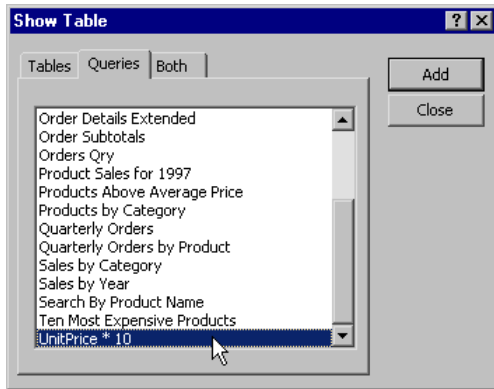 Show Table
Tables Queries Both
Add
Close
Order Details Extended
Order Subtotals
Orders Qry
Product Sales for 1997
Products Above Average Price
Products by Category
Quarterly Orders
Quarterly Orders by Product
Sales by Category
Sales by Year
Search By Product Name
Ten Most Expensive Products
UnitPrice * 10